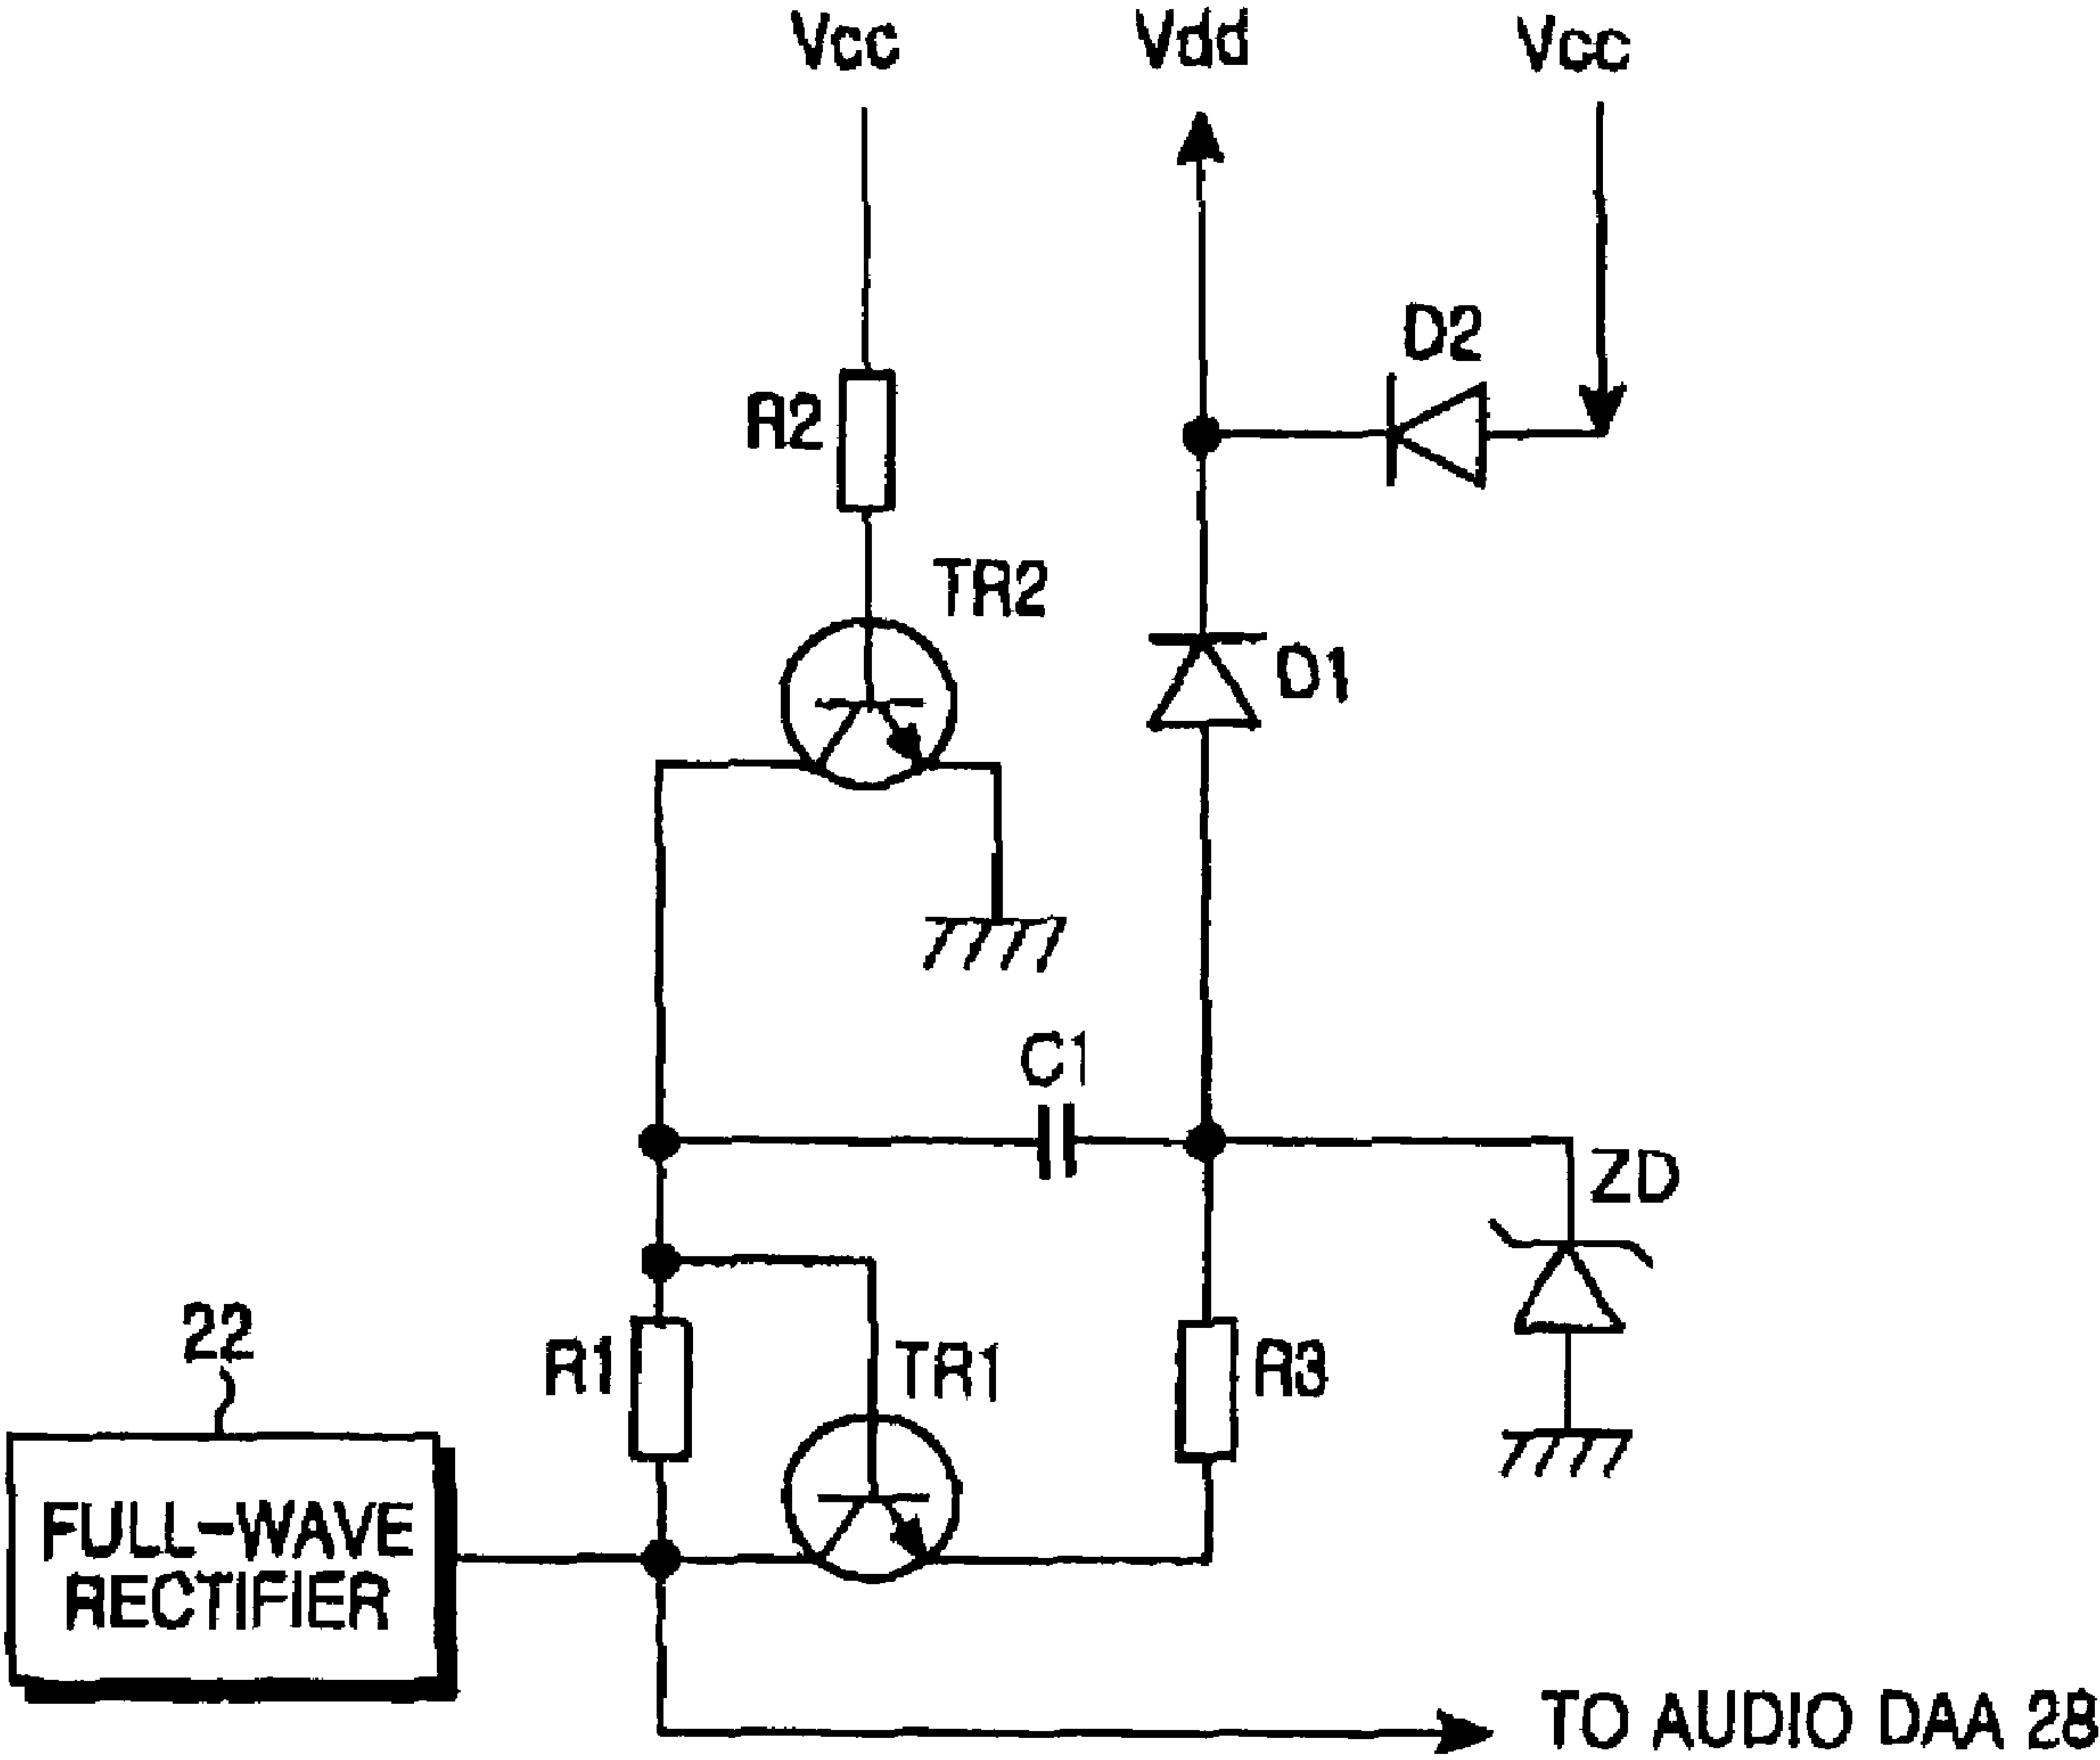 Vcc
Vdd
Vcc
D2
R2
TR2
D1
C1
ZD
22
R1
TR1
R3
FULL-WAVE
RECTIFIER
TO AUDIO DAA 28